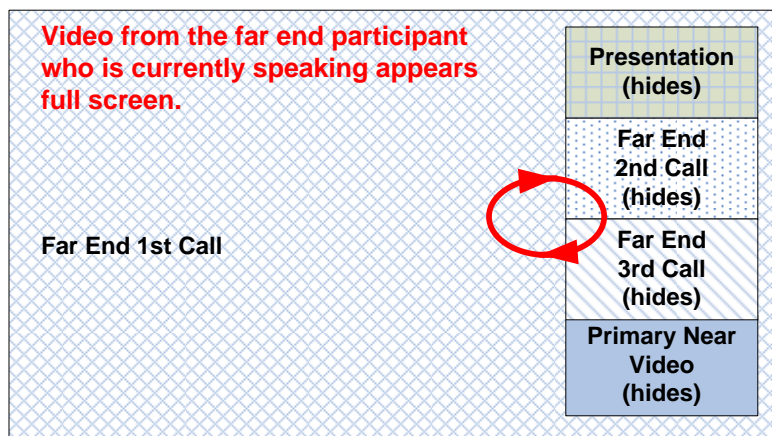 Video from the far end participant
who is currently speaking appears
full screen.
Far End 1st Call
Presentation
(hides)
Far End
2nd Call
(hides)
Far End
3rd Call
(hides)
Primary Near
Video
(hides)